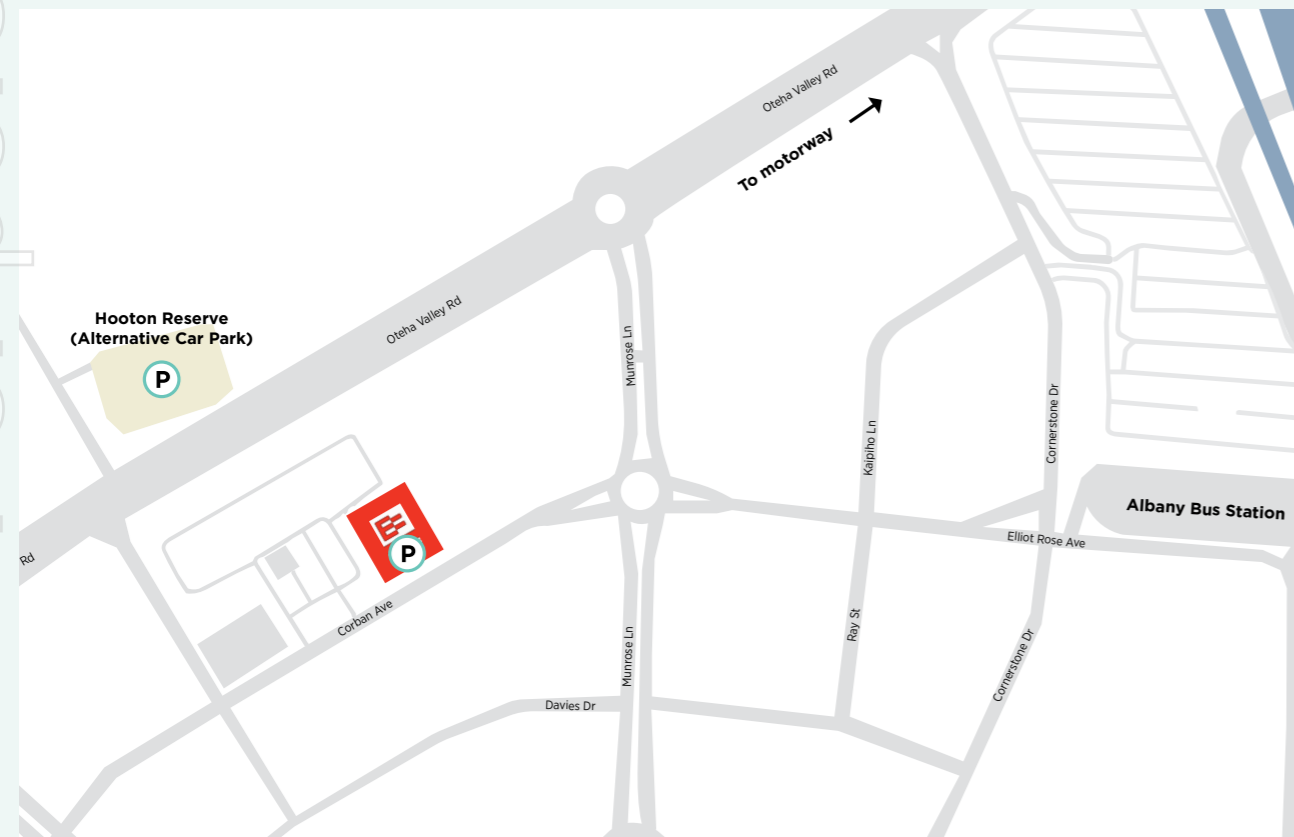 Oteha Valley Rd
To motorway
Hooton Reserve
(Alternative Car Park)
P
Oteha Valley Rd
Munrose Ln
Kaipiho Ln
Cornerstone Dr
Albany Bus Station
Elliot Rose Ave
P
Rd
Corban Ave
Ray St
Munrose Ln
Cornerstone Dr
Davies Dr